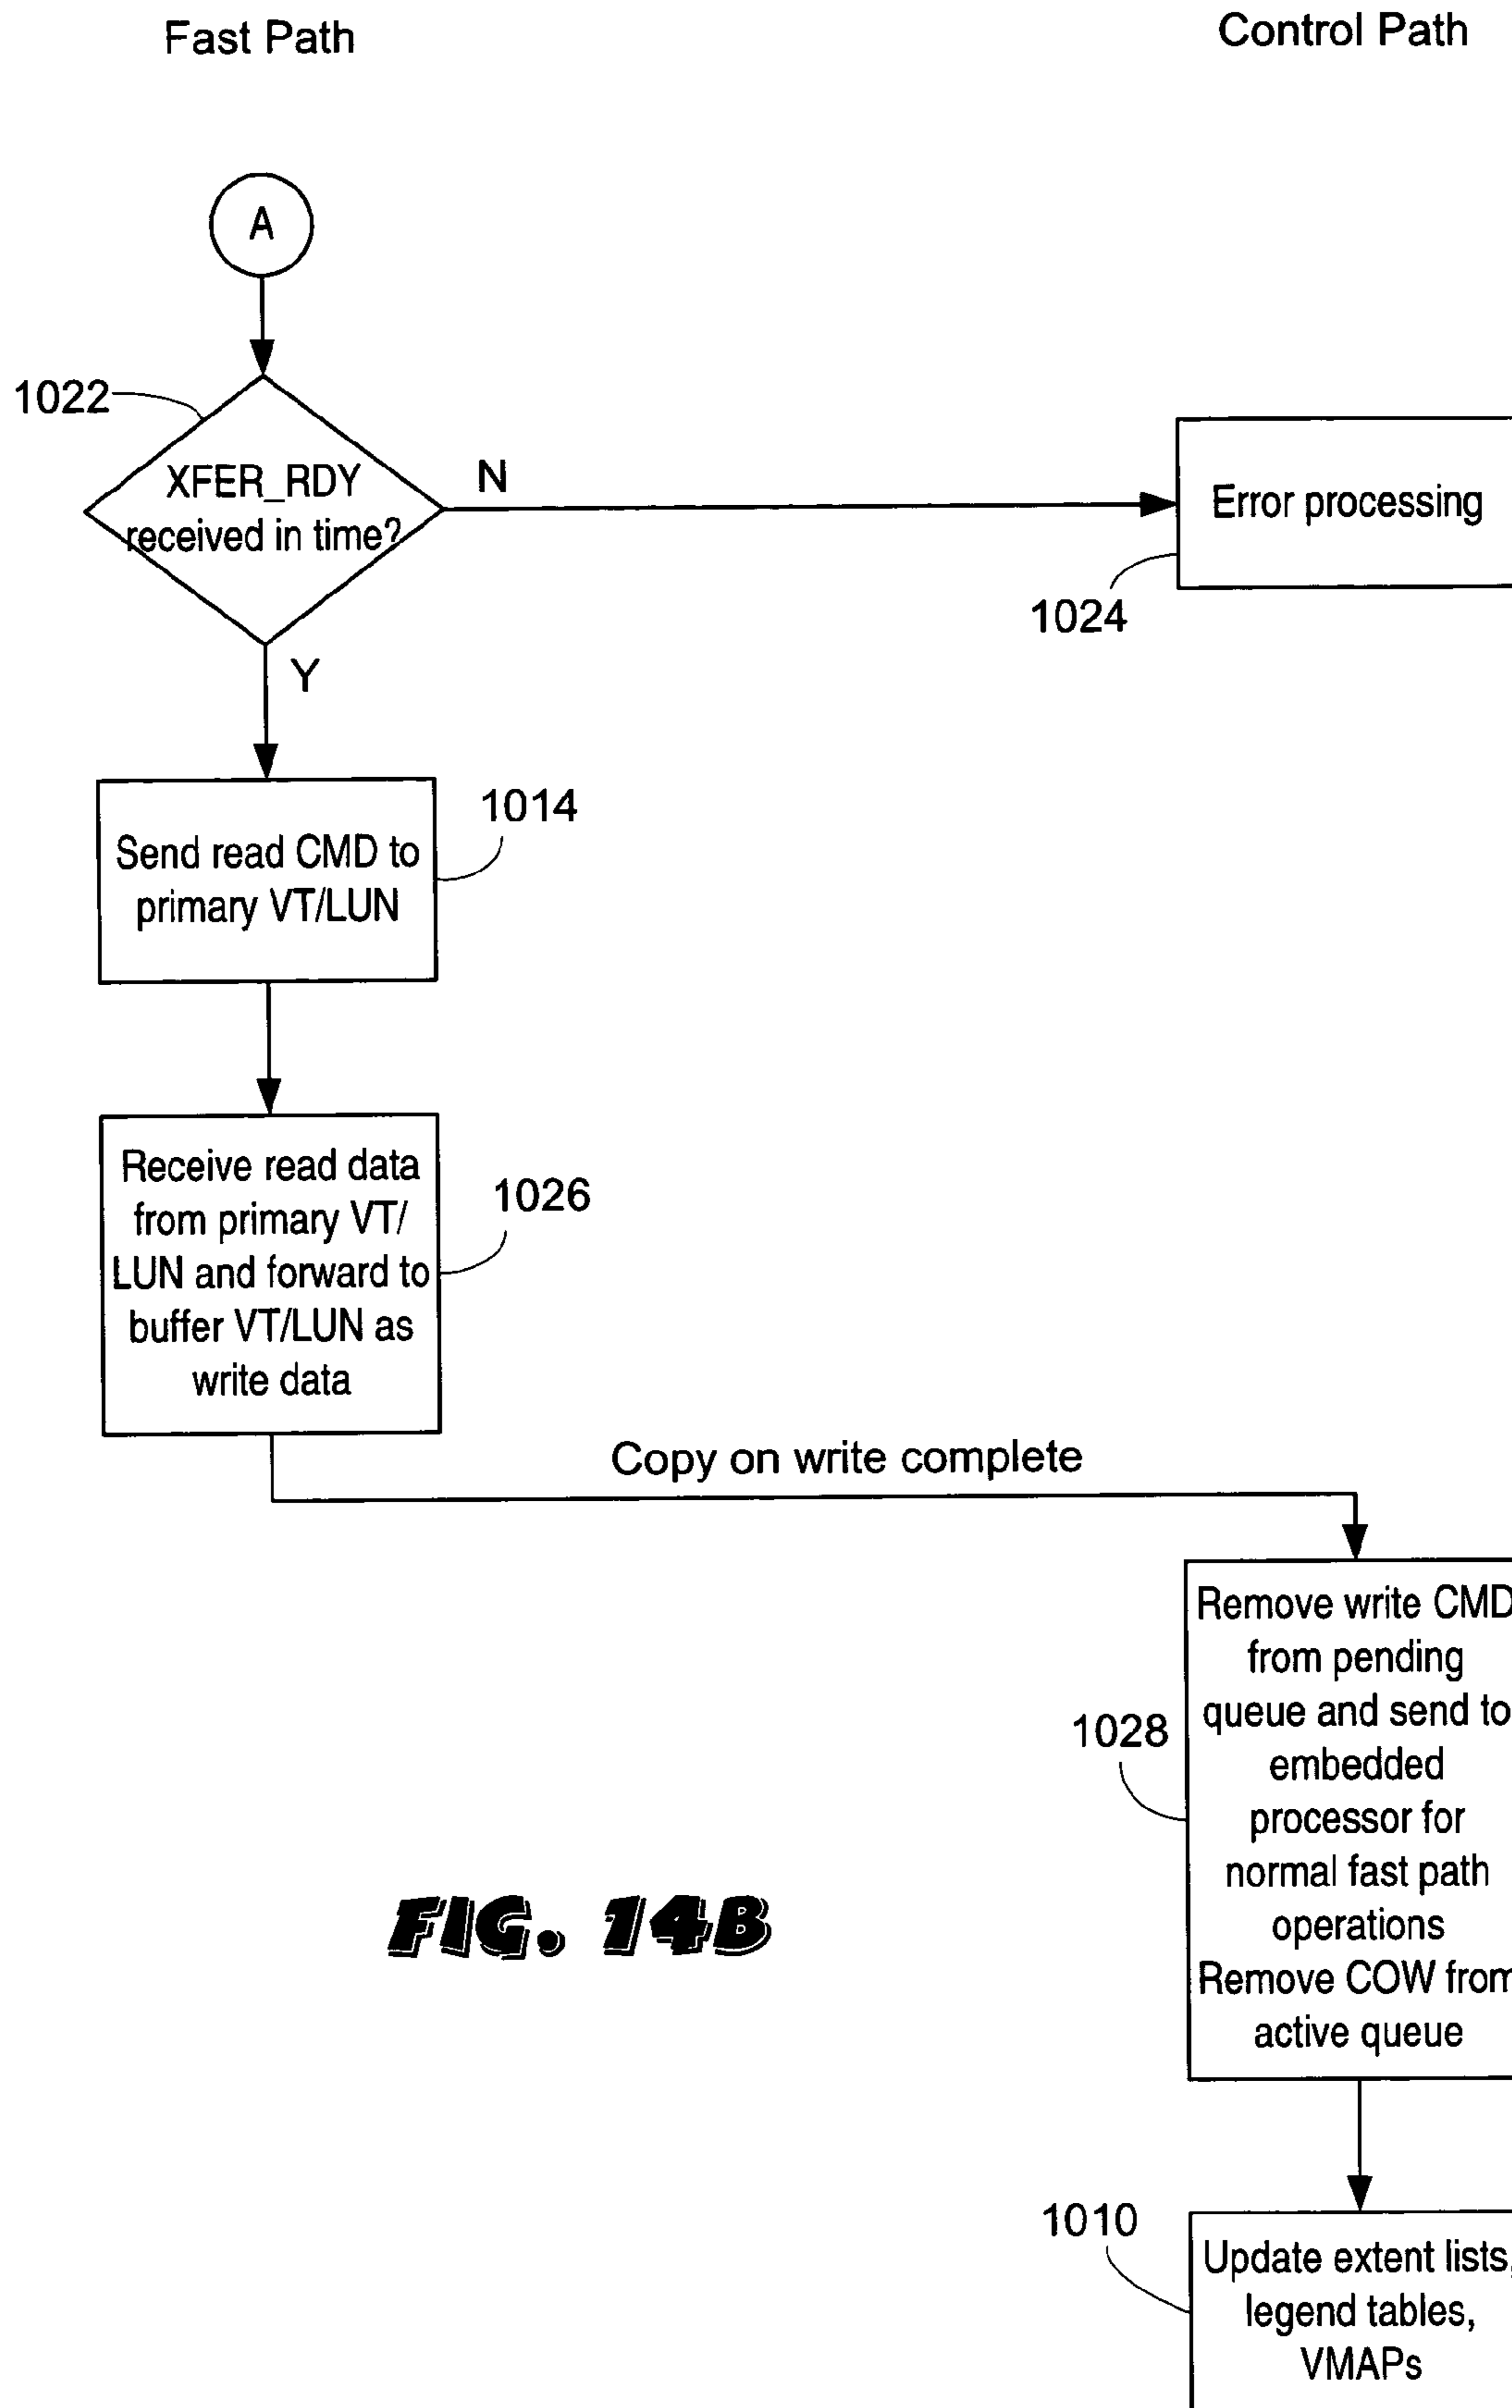 Fast Path
Control Path
A
1022
XFER_RDY
received in time?
N
Error processing
1024
Y
1014
Send read CMD to
primary VT/LUN
Receive read data
from primary VT/
LUN and forward to
buffer VT/LUN as
write data
1026
Copy on write complete
Remove write CMD
from pending
queue and send to
embedded
processor for
normal fast path
operations
Remove COW from
active queue
1028
FIG. 14B
1010
Update extent lists,
legend tables,
VMAPs